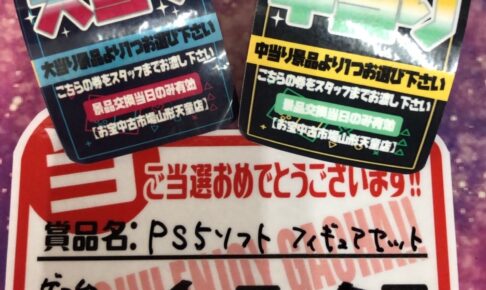 大当り
大当り景品より1つお選び下さい
こちらの券をスタッフまでお渡し下さい
景品交換当日のみ有効
【お宝中古市場山形天童店】
中当り
中当り景品より1つお選び下さい
こちらの券をスタッフまでお渡し下さい
景品交換当日のみ有効
【お宝中古市場山形天童店】
当
ご当選おめでとうございます!!
賞品名:PS5ソフト フィギュアセット